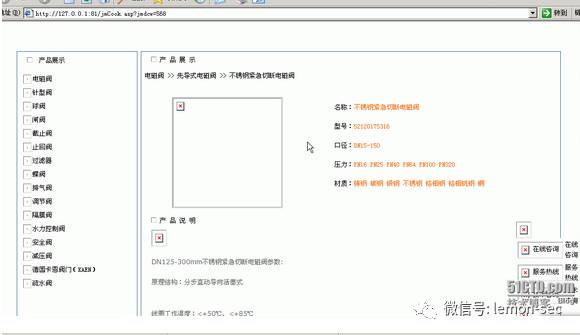 http://127.0.0.1:81/jmCook.asp?jmdcw=588
转到
产品展示
电磁阀
针型阀
球阀
闸阀
截止阀
止回阀
过滤器
蝶阀
排气阀
调节阀
隔膜阀
水力控制阀
安全阀
减压阀
德国卡恩阀门(KAEN)
疏水阀
产 品 展 示
电磁阀 >> 先导式电磁阀 >> 不锈钢紧急切断电磁阀
名称：不锈钢紧急切断电磁阀
型号：S2120175316
口径：DN15-150
压力：PN16 PN25 PN40 PN64 PN100 PN320
材质：铸钢 碳钢 锻钢 不锈钢 铬钼钢 铬钼钒钢 铜
产 品 说 明
DN125-300mm不锈钢紧急切断电磁阀参数:
原理结构：分步直动导向活塞式
介质工作温度：<+50℃、<+85℃
在线咨询
在线
咨询
服务热线
服务
热线
51CTO.com
技术博客
Blog
微信号: lemon-sec